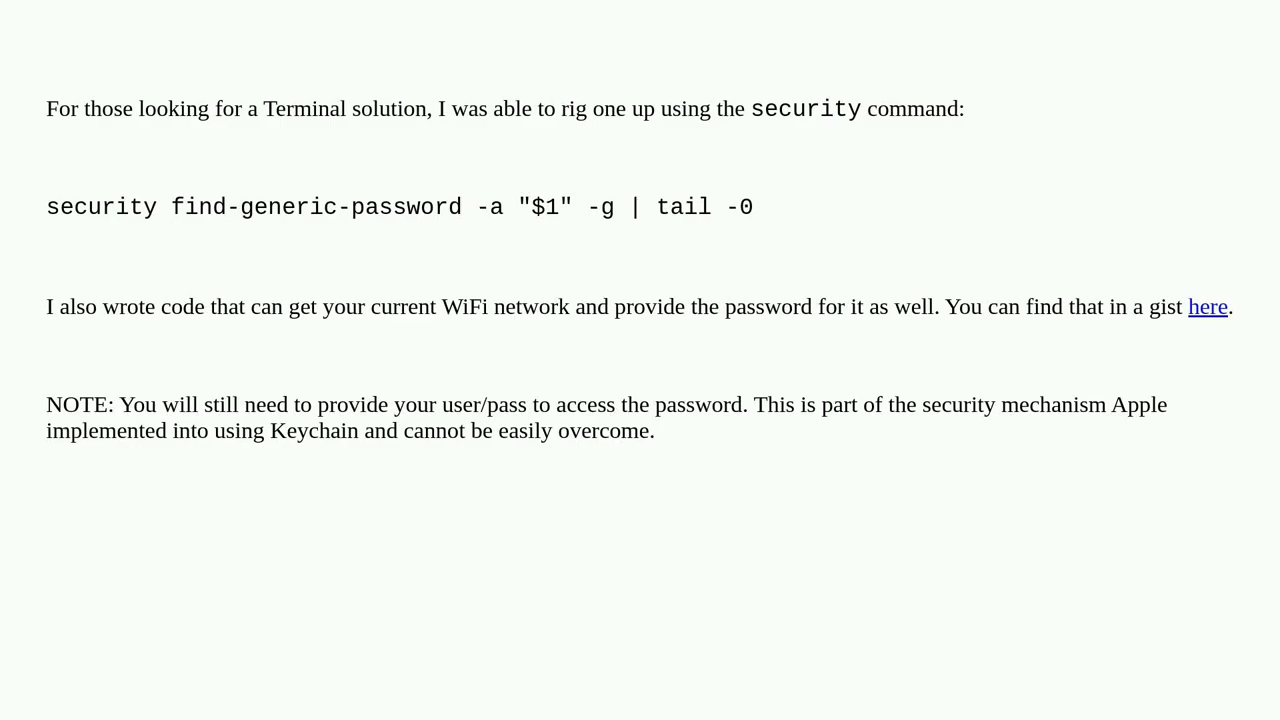 For those looking for a Terminal solution, I was able to rig one up using the security command:
security find-generic-password -a "$1" -g | tail -0
I also wrote code that can get your current WiFi network and provide the password for it as well. You can find that in a gist here.
NOTE: You will still need to provide your user/pass to access the password. This is part of the security mechanism Apple
implemented into using Keychain and cannot be easily overcome.